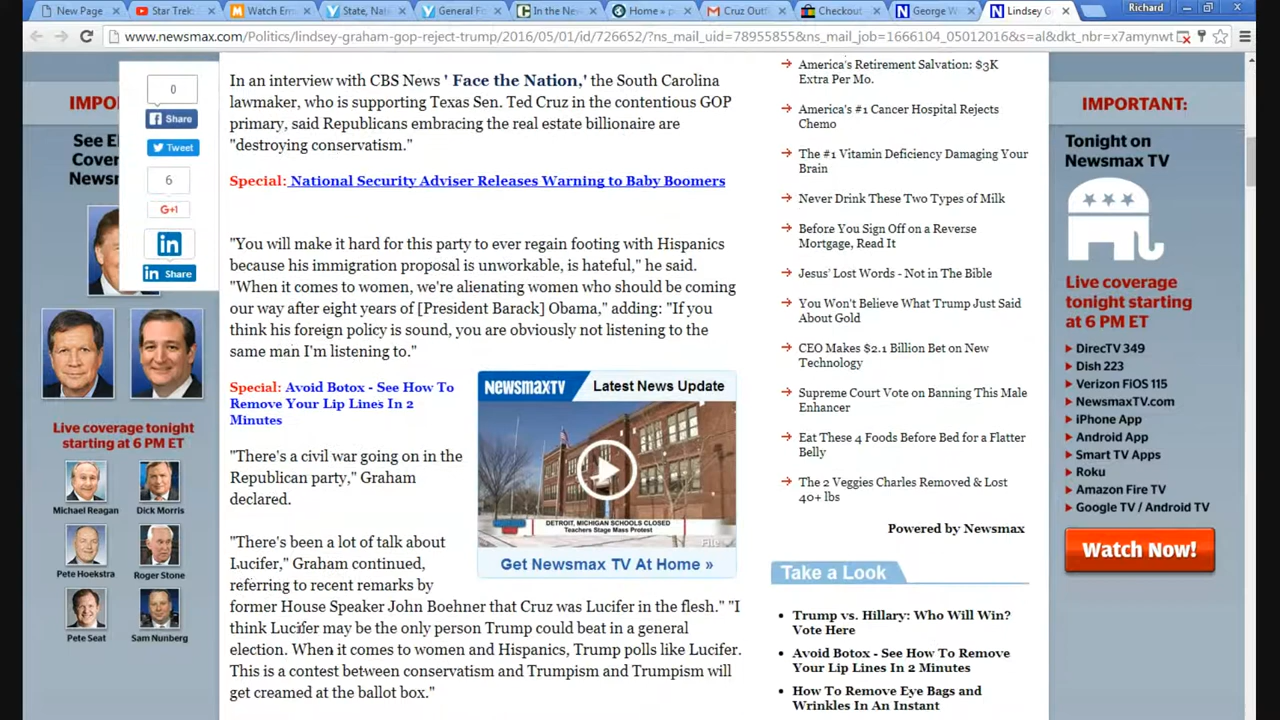 New Page
Star Trek:
Watch Erm
State, Nat
General Fo
In the Ne
Home » p
Cruz Outr
Checkout
George W
Lindsey G
Richard
www.newsmax.com/Politics/lindsey-graham-gop-reject-trump/2016/05/01/id/726652/?ns_mail_uid=78955855&ns_mail_job=1666104_05012016&s=al&dkt_nbr=x7amynwt
IMPO
See El
Cover
Newsm
Live coverage tonight
starting at 6 PM ET
Michael Reagan
Dick Morris
Pete Hoekstra
Roger Stone
Pete Seat
Sam Nunberg
0
Share
Tweet
6
G+1
in
in Share
In an interview with CBS News ' Face the Nation,' the South Carolina
lawmaker, who is supporting Texas Sen. Ted Cruz in the contentious GOP
primary, said Republicans embracing the real estate billionaire are
"destroying conservatism."
Special: National Security Adviser Releases Warning to Baby Boomers
"You will make it hard for this party to ever regain footing with Hispanics
because his immigration proposal is unworkable, is hateful," he said.
"When it comes to women, we're alienating women who should be coming
our way after eight years of [President Barack] Obama," adding: "If you
think his foreign policy is sound, you are obviously not listening to the
same man I'm listening to."
Special: Avoid Botox - See How To
Remove Your Lip Lines In 2
Minutes
"There's a civil war going on in the
Republican party," Graham
declared.
"There's been a lot of talk about
Lucifer," Graham continued,
referring to recent remarks by
former House Speaker John Boehner that Cruz was Lucifer in the flesh." "I
think Lucifer may be the only person Trump could beat in a general
election. When it comes to women and Hispanics, Trump polls like Lucifer.
This is a contest between conservatism and Trumpism and Trumpism will
get creamed at the ballot box."
NEWSMAXTV
Latest News Update
DETROIT, MICHIGAN SCHOOLS CLOSED
Teachers Stage Mass Protest
File
Get Newsmax TV At Home »
America's Retirement Salvation: $3K
Extra Per Mo.
America's #1 Cancer Hospital Rejects
Chemo
The #1 Vitamin Deficiency Damaging Your
Brain
Never Drink These Two Types of Milk
Before You Sign Off on a Reverse
Mortgage, Read It
Jesus' Lost Words - Not in The Bible
You Won't Believe What Trump Just Said
About Gold
CEO Makes $2.1 Billion Bet on New
Technology
Supreme Court Vote on Banning This Male
Enhancer
Eat These 4 Foods Before Bed for a Flatter
Belly
The 2 Veggies Charles Removed & Lost
40+ lbs
Powered by Newsmax
Take a Look
Trump vs. Hillary: Who Will Win?
Vote Here
Avoid Botox - See How To Remove
Your Lip Lines In 2 Minutes
How To Remove Eye Bags and
Wrinkles In An Instant
IMPORTANT:
Tonight on
Newsmax TV
Live coverage
tonight starting
at 6 PM ET
DirecTV 349
Dish 223
Verizon FiOS 115
NewsmaxTV.com
iPhone App
Android App
Smart TV Apps
Roku
Amazon Fire TV
Google TV / Android TV
Watch Now!